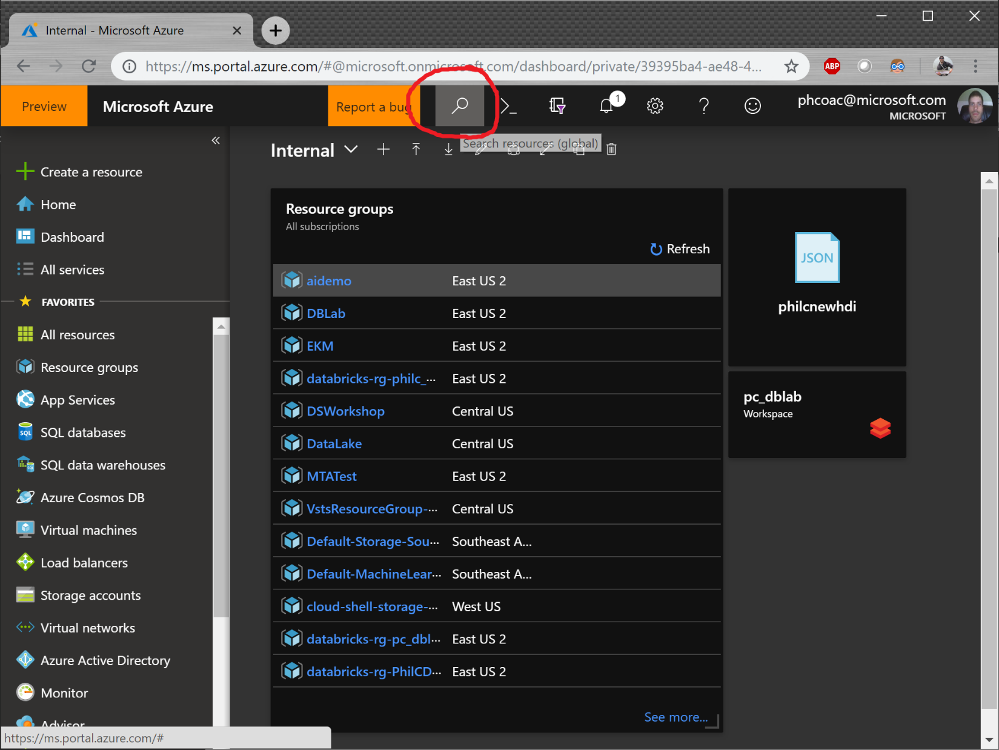 Internal - Microsoft Azure
https://ms.portal.azure.com/#@microsoft.onmicrosoft.com/dashboard/private/39395ba4-ae48-4...
ABP
Preview
Microsoft Azure
Report a bug
1
phcoac@microsoft.com
MICROSOFT
Search resources (global)
Internal
Create a resource
Home
Dashboard
All services
FAVORITES
All resources
Resource groups
App Services
SQL
SQL databases
SQL data warehouses
Azure Cosmos DB
Virtual machines
Load balancers
Storage accounts
Virtual networks
Azure Active Directory
Monitor
Advisor
https://ms.portal.azure.com/#
Resource groups
All subscriptions
Refresh
aidemo East US 2
DBLab East US 2
EKM East US 2
databricks-rg-philc_... East US 2
DSWorkshop Central US
DataLake Central US
MTATest East US 2
VstsResourceGroup-... Central US
Default-Storage-Sou... Southeast A...
Default-MachineLear... Southeast A...
cloud-shell-storage-... West US
databricks-rg-pc_dbl... East US 2
databricks-rg-PhilCD... East US 2
See more...
JSON
philcnewhdi
pc_dblab
Workspace